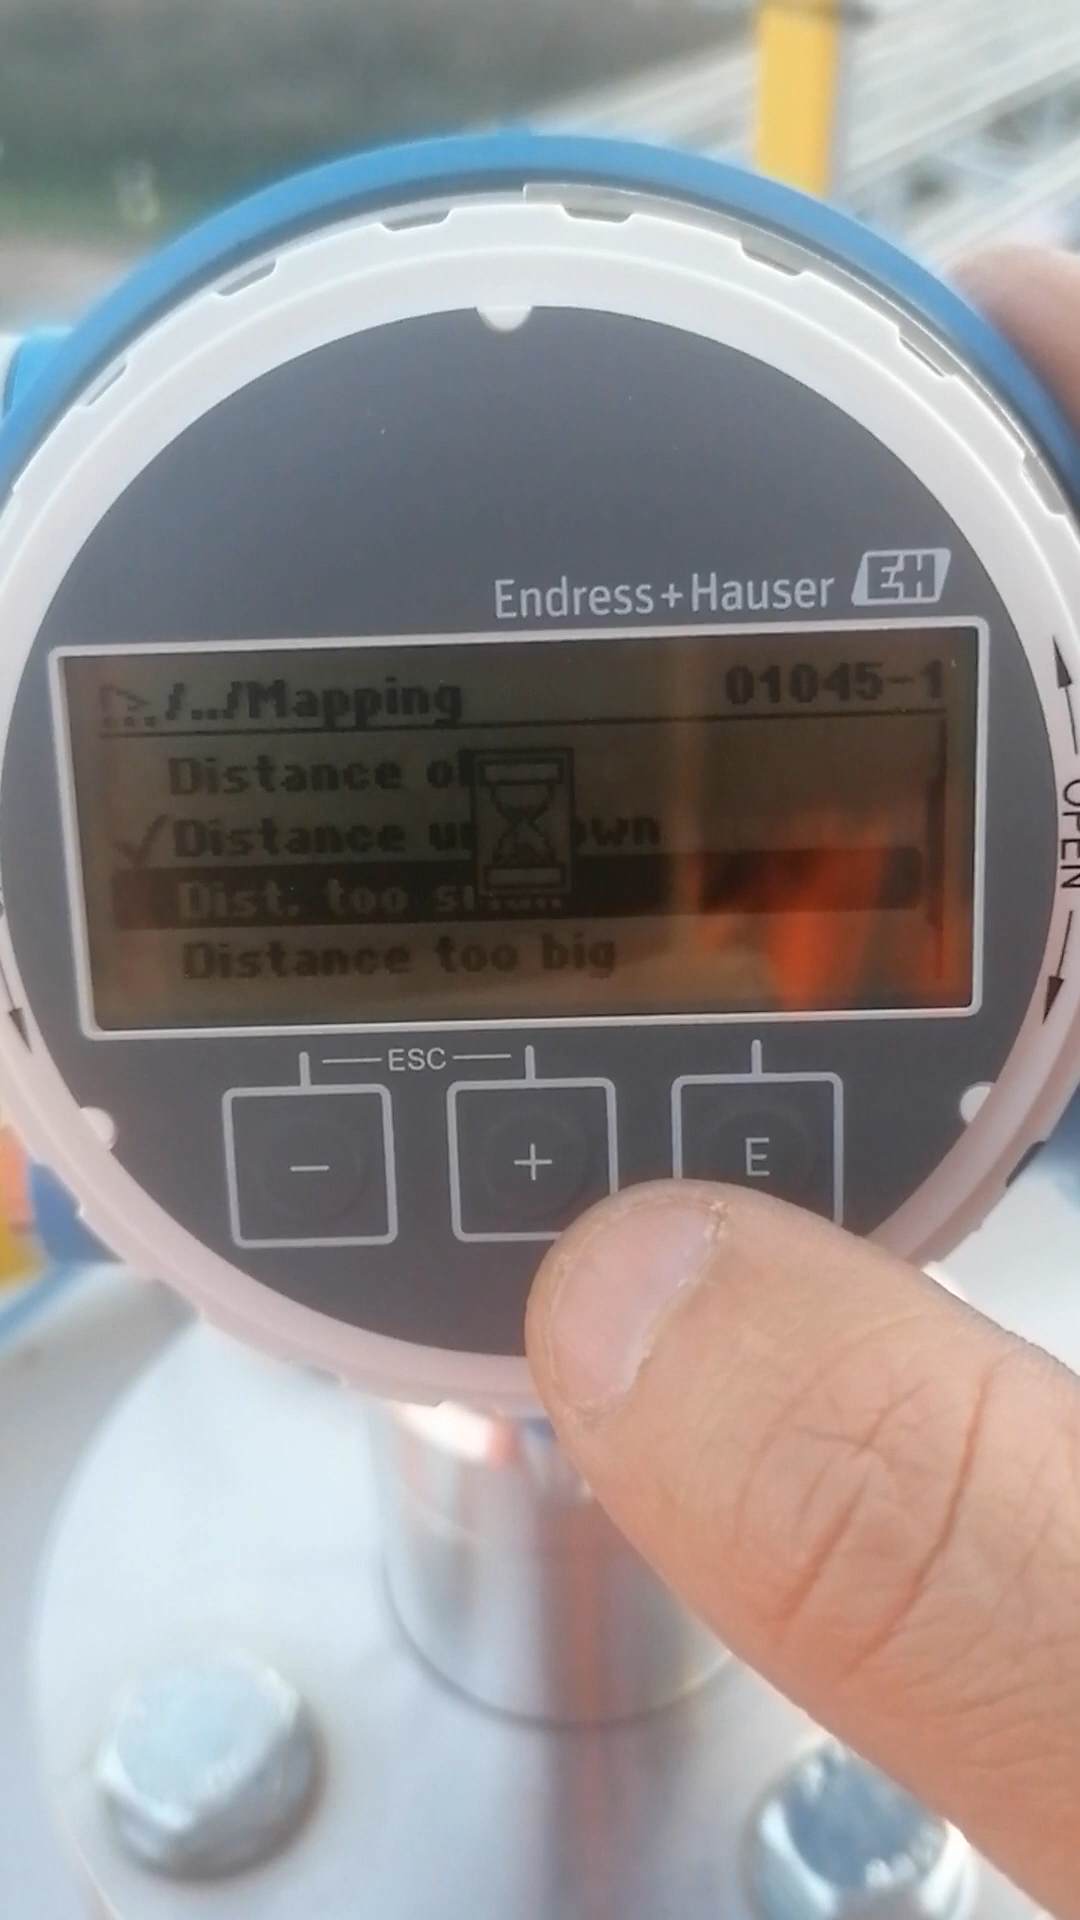 Endress+Hauser EH
/../Mapping 01045-1
Distance
Distance
Dist. too
Distance too big
ESC
- + E
OPEN